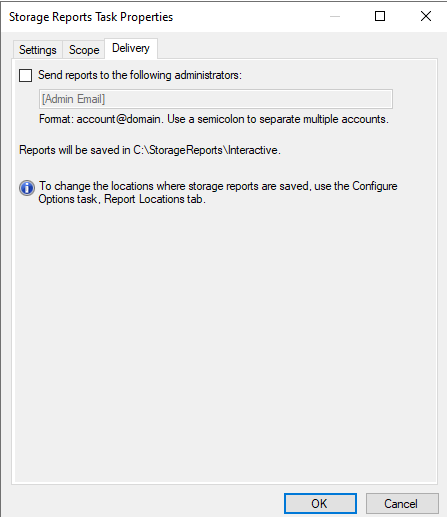 Storage Reports Task Properties
Settings Scope Delivery
Send reports to the following administrators:
[Admin Email]
Format: account@domain. Use a semicolon to separate multiple accounts.
Reports will be saved in C:\StorageReports\Interactive.
To change the locations where storage reports are saved, use the Configure
Options task, Report Locations tab.
OK Cancel